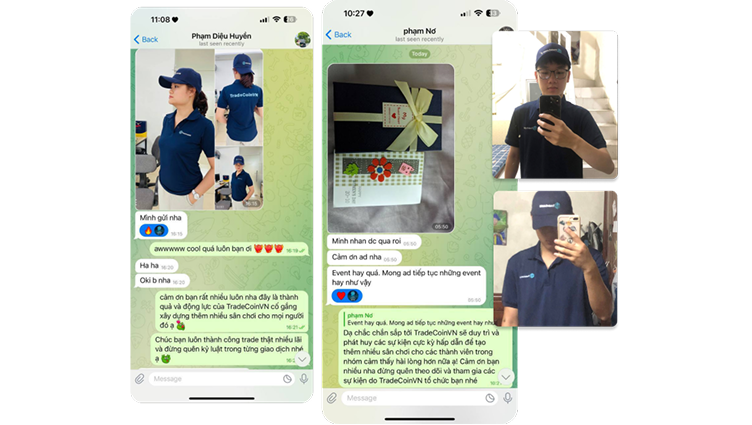 11:08
Back
Phạm Diệu Huyền
last seen recently
TradeCoinVN
16:15
Mình gửi nha
awwwww cool quá luôn bạn ơi
16:19
Ha ha
16:20
Oki b nha
16:20
cảm ơn bạn rất nhiều luôn nha đây là thành
quả và động lực của TradeCoinVN cố gắng
xây dựng thêm nhiều sân chơi cho mọi người
đó ạ
16:21
Chúc bạn luôn thành công trade thật nhiều lãi
và đừng quên kỷ luật trong từng giao dịch nhé
ạ
Message
10:27
Back
phạm Nơ
last seen recently
Today
05:50
Minh nhan dc qua roi
05:50
Cảm ơn ad nha
05:50
Event hay quá. Mong ad tiếp tục những event
hay như vậy
phạm Nơ
Event hay quá. Mong ad tiếp tục những event hay như
Dạ chắc chắn sắp tới TradeCoinVN sẽ duy trì và
phát huy các sự kiện cực kỳ hấp dẫn để tạo
thêm nhiều sân chơi cho các thành viên trong
nhóm cảm thấy hài lòng hơn nữa ạ! Cảm ơn bạn
nhiều nha đừng quên theo dõi và tham gia các
sự kiện do TradeCoinVN tổ chức bạn nhé
Message